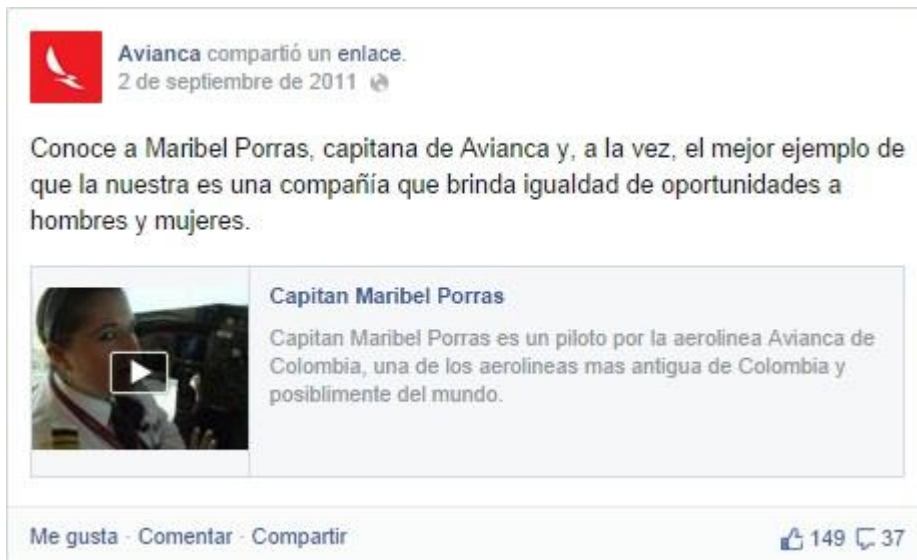 Avianca compartió un enlace.
2 de septiembre de 2011
Conoce a Maribel Porras, capitana de Avianca y, a la vez, el mejor ejemplo de
que la nuestra es una compañía que brinda igualdad de oportunidades a
hombres y mujeres.
Capitan Maribel Porras
Capitan Maribel Porras es un piloto por la aerolinea Avianca de
Colombia, una de los aerolineas mas antigua de Colombia y
posiblimente del mundo.
Me gusta · Comentar · Compartir 149 37